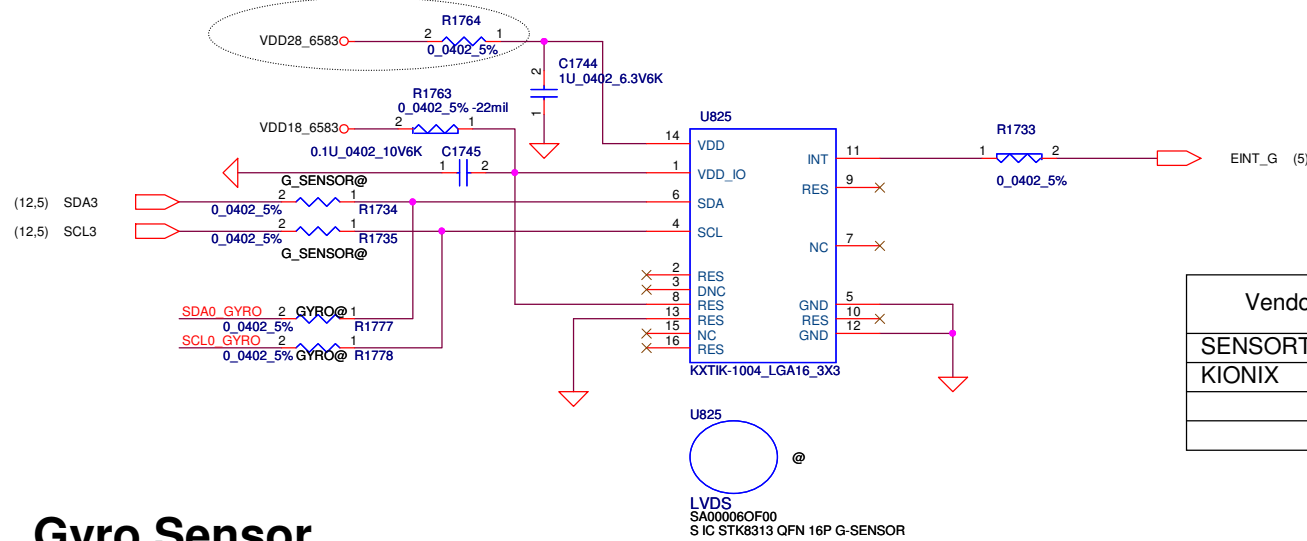 R1764
VDD28_6583
2
1
0_0402_5%
C1744
1U_0402_6.3V6K
2
1
R1763
0_0402_5% -22mil
VDD18_6583
2
1
0.1U_0402_10V6K
C1745
1
2
G_SENSOR@
(12,5) SDA3
2
1
0_0402_5%
R1734
(12,5) SCL3
2
1
0_0402_5%
R1735
G_SENSOR@
SDA0_GYRO
2
GYRO@
1
0_0402_5%
R1777
SCL0_GYRO
2
1
0_0402_5%
GYRO@
R1778
U825
14 VDD
1 VDD_IO
6 SDA
4 SCL
2 RES
3 DNC
8 RES
13 RES
15 NC
16 RES
INT 11
RES 9
NC 7
GND 5
RES 10
GND 12
KXTIK-1004_LGA16_3X3
R1733
1
2
0_0402_5%
EINT_G (5)
U825
@
LVDS
SA00006OF00
S IC STK8313 QFN 16P G-SENSOR
Vendo
SENSORT
KIONIX
Gyro Sensor